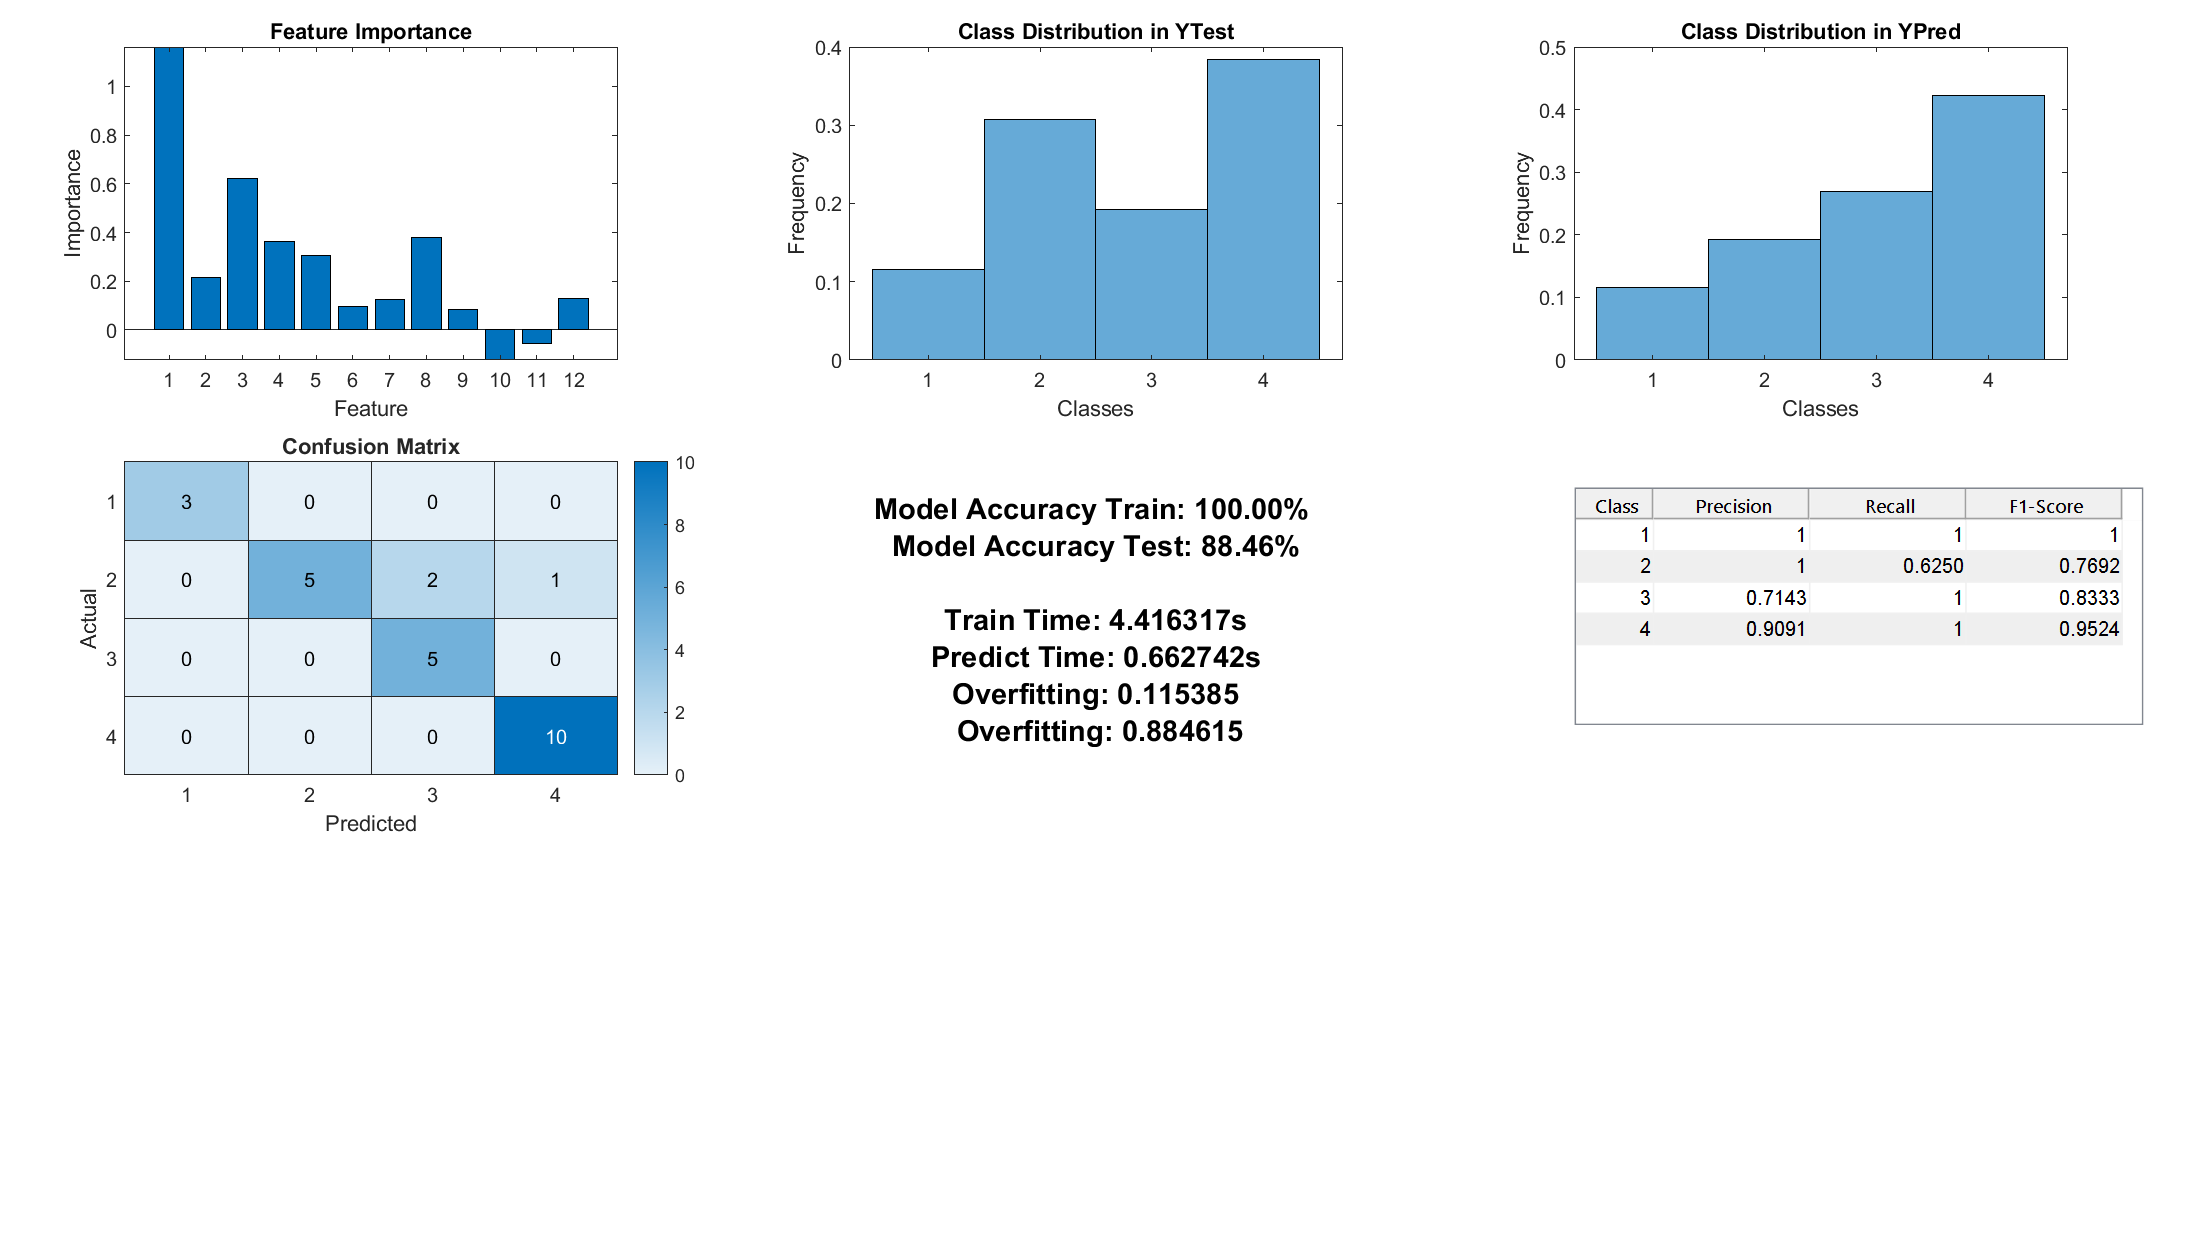 Feature Importance
1
0.8
0.6
0.4
0.2
0
Importance
1 2 3 4 5 6 7 8 9 10 11 12
Feature
Class Distribution in YTest
0.4
0.3
0.2
0.1
0
Frequency
1 2 3 4
Classes
Class Distribution in YPred
0.5
0.4
0.3
0.2
0.1
0
Frequency
1 2 3 4
Classes
Confusion Matrix
1 3 0 0 0
2 0 5 2 1
3 0 0 5 0
4 0 0 0 10
Actual
1 2 3 4
Predicted
10
8
6
4
2
0
Model Accuracy Train: 100.00%
Model Accuracy Test: 88.46%
Train Time: 4.416317s
Predict Time: 0.662742s
Overfitting: 0.115385
Overfitting: 0.884615
Class Precision Recall F1-Score
1 1 1 1
2 1 0.6250 0.7692
3 0.7143 1 0.8333
4 0.9091 1 0.9524